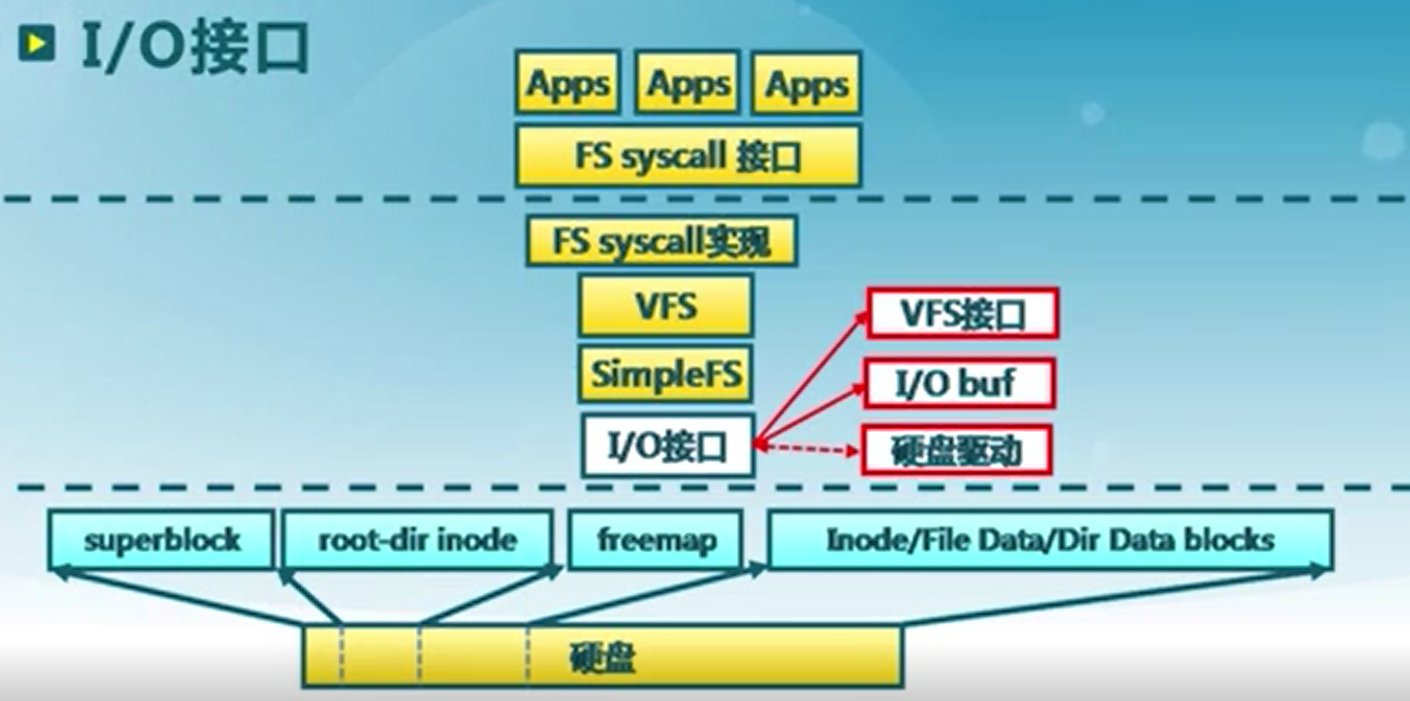 I/O接口
Apps Apps Apps
FS syscall 接口
FS syscall实现
VFS
VFS接口
SimpleFS
I/O buf
I/O接口
硬盘驱动
superblock root-dir inode freemap Inode/File Data/Dir Data blocks
硬盘